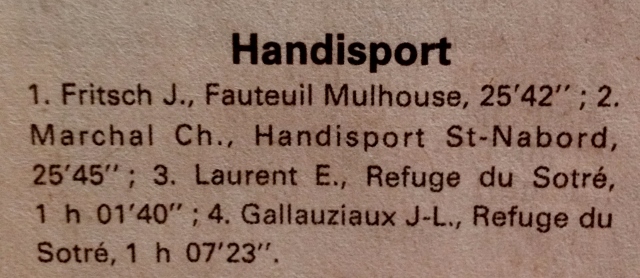 Handisport
1. Fritsch J., Fauteuil Mulhouse, 25'42" ; 2.
Marchal Ch., Handisport St-Nabord,
25'45" ; 3. Laurent E., Refuge du Sotré,
1 h 01'40" ; 4. Gallauziaux J-L., Refuge du
Sotré, 1 h 07'23".